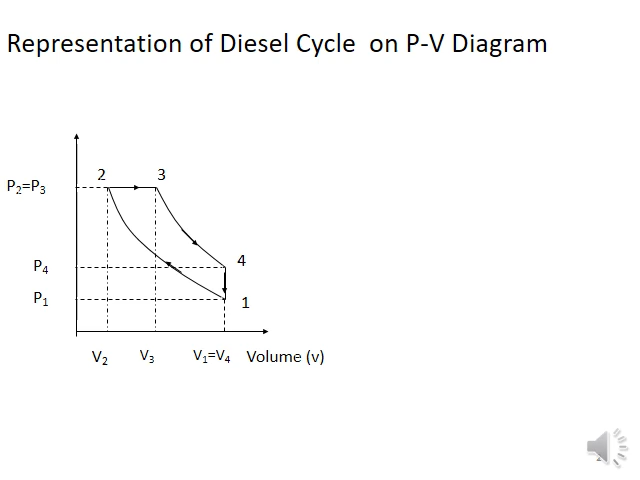 Representation of Diesel Cycle on P-V Diagram
2 3
P₂=P₃
P₄ 4
P₁ 1
V₂ V₃ V₁=V₄ Volume (v)